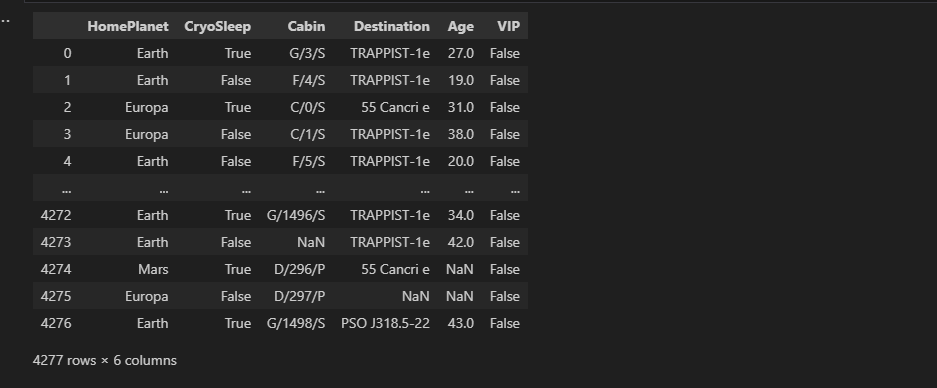 ..
HomePlanet CryoSleep Cabin Destination Age VIP
0 Earth True G/3/S TRAPPIST-1e 27.0 False
1 Earth False F/4/S TRAPPIST-1e 19.0 False
2 Europa True C/0/S 55 Cancri e 31.0 False
3 Europa False C/1/S TRAPPIST-1e 38.0 False
4 Earth False F/5/S TRAPPIST-1e 20.0 False
... ... ... ... ... ... ...
4272 Earth True G/1496/S TRAPPIST-1e 34.0 False
4273 Earth False NaN TRAPPIST-1e 42.0 False
4274 Mars True D/296/P 55 Cancri e NaN False
4275 Europa False D/297/P NaN NaN False
4276 Earth True G/1498/S PSO J318.5-22 43.0 False
4277 rows × 6 columns